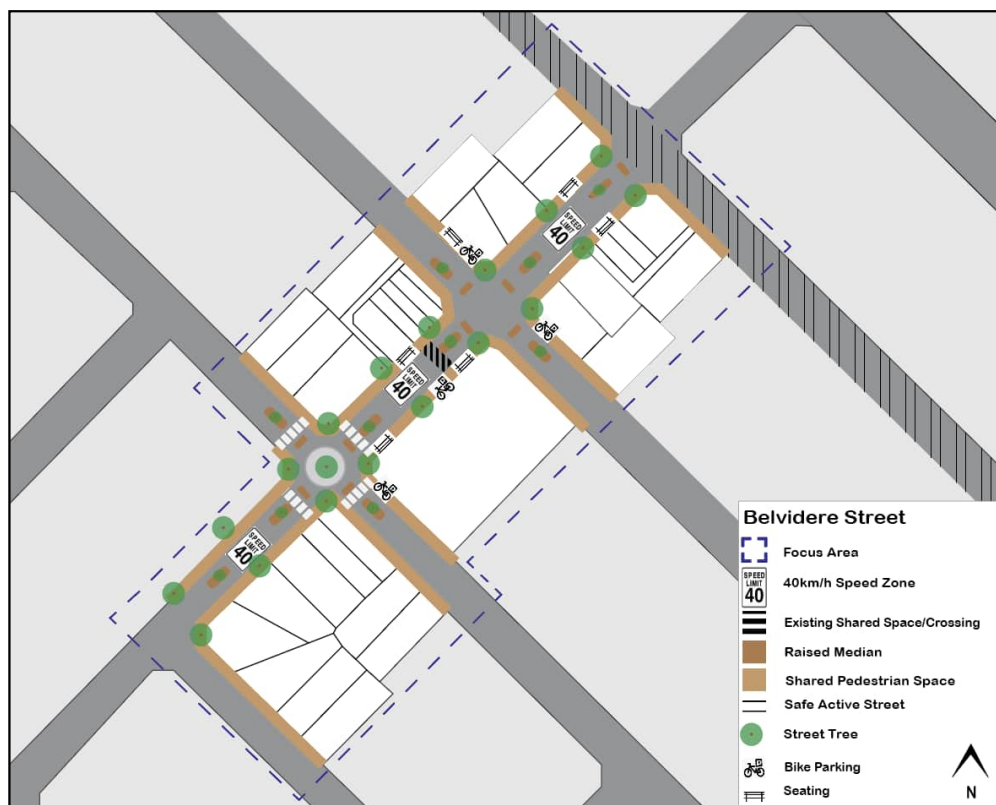 SPEED
LIMIT
40
SPEED
LIMIT
40
SPEED
LIMIT
40
Belvidere Street
Focus Area
SPEED
LIMIT
40
40km/h Speed Zone
Existing Shared Space/Crossing
Raised Median
Shared Pedestrian Space
Safe Active Street
Street Tree
Bike Parking
Seating
N